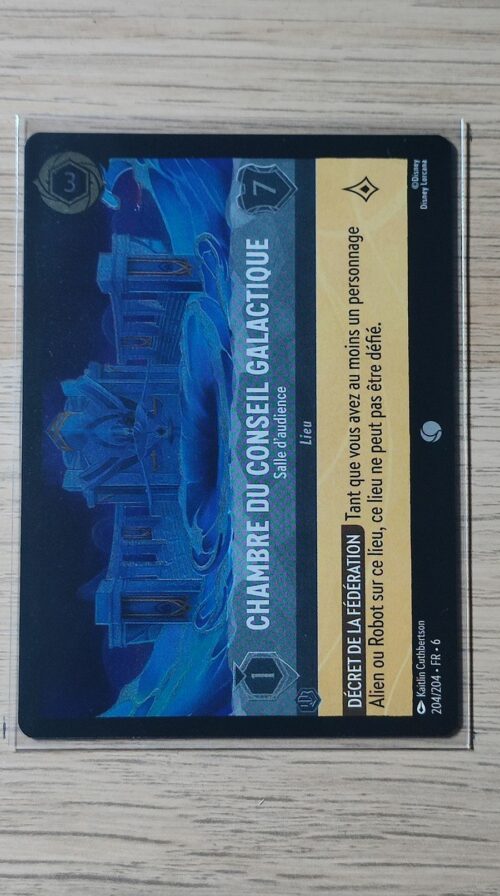 3
1
CHAMBRE DU CONSEIL GALACTIQUE
7
Salle d'audience
Lieu
DÉCRET DE LA FÉDÉRATION Tant que vous avez au moins un personnage
Alien ou Robot sur ce lieu, ce lieu ne peut pas être défié.
Kaitlin Cuthbertson
204/204 • FR • 6
©Disney
Disney Lorcana